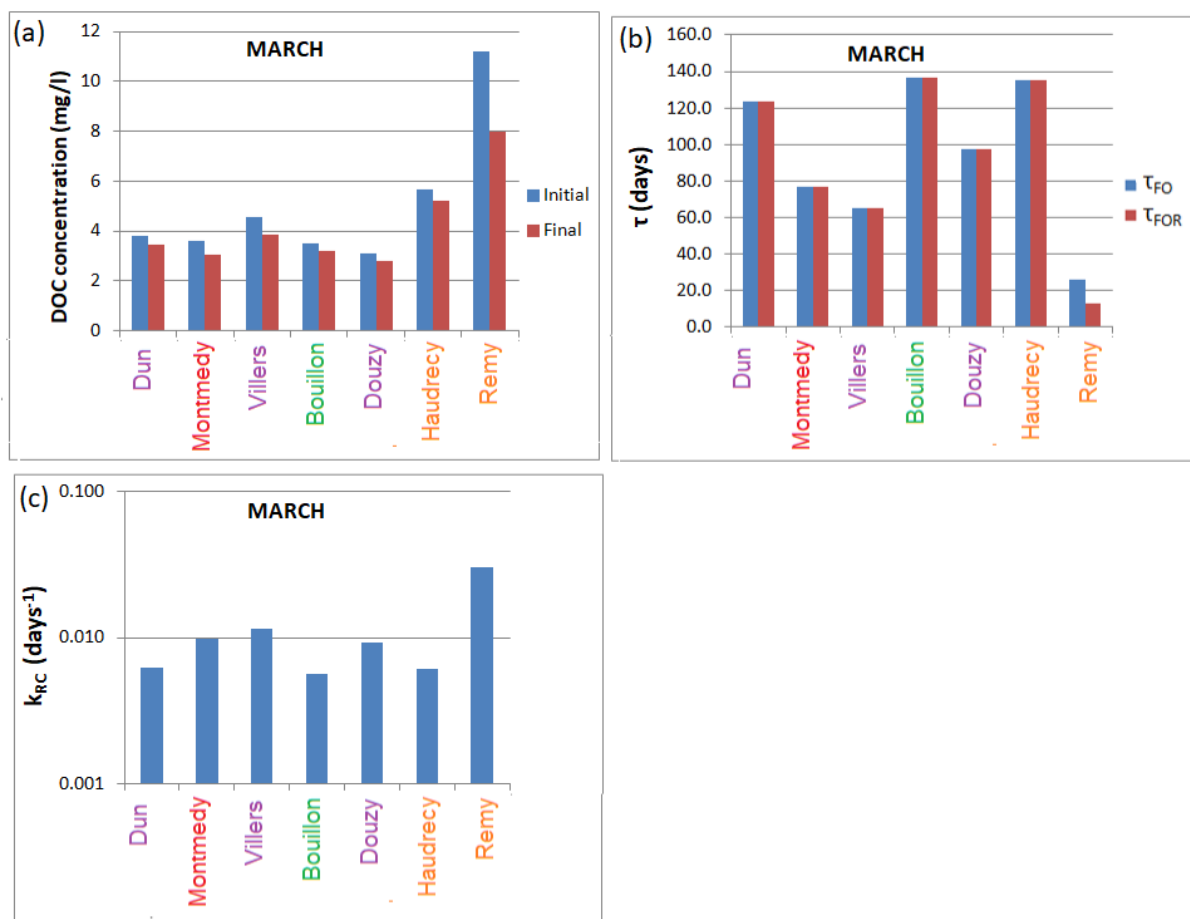 (a)
MARCH
DOC concentration (mg/l)
12
10
8
6
4
2
0
Dun
Montmedy
Villers
Bouillon
Douzy
Haudrecy
Remy
Initial
Final
(b)
MARCH
τ (days)
160.0
140.0
120.0
100.0
80.0
60.0
40.0
20.0
0.0
Dun
Montmedy
Villers
Bouillon
Douzy
Haudrecy
Remy
τFO
τFOR
(c)
MARCH
kRC (days-1)
0.100
0.010
0.001
Dun
Montmedy
Villers
Bouillon
Douzy
Haudrecy
Remy